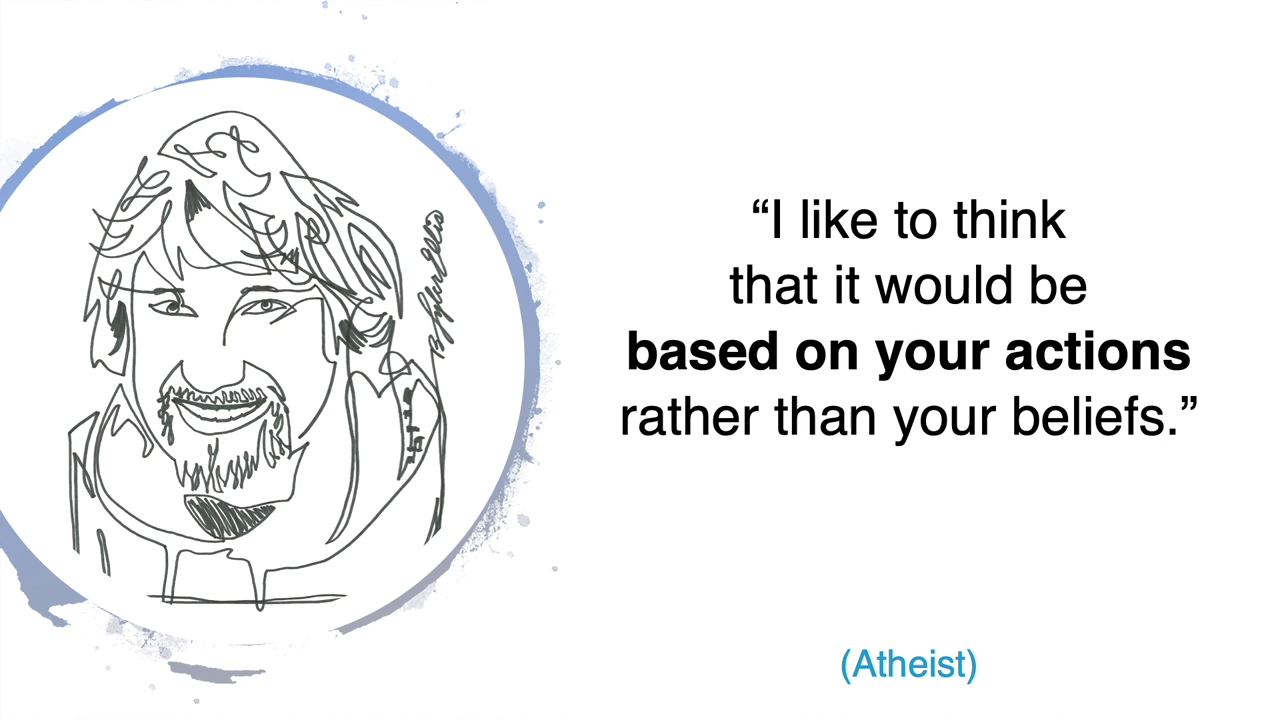 “I like to think
that it would be
based on your actions
rather than your beliefs.”
(Atheist)